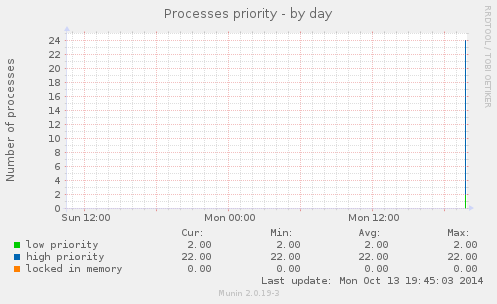 Processes priority - by day
RRDTOOL / TOBI OETIKER
Number of processes
24
22
20
18
16
14
12
10
8
6
4
2
0
Sun 12:00 Mon 00:00 Mon 12:00
Cur: Min: Avg: Max:
low priority 2.00 2.00 2.00 2.00
high priority 22.00 22.00 22.00 22.00
locked in memory 0.00 0.00 0.00 0.00
Last update: Mon Oct 13 19:45:03 2014
Munin 2.0.19-3